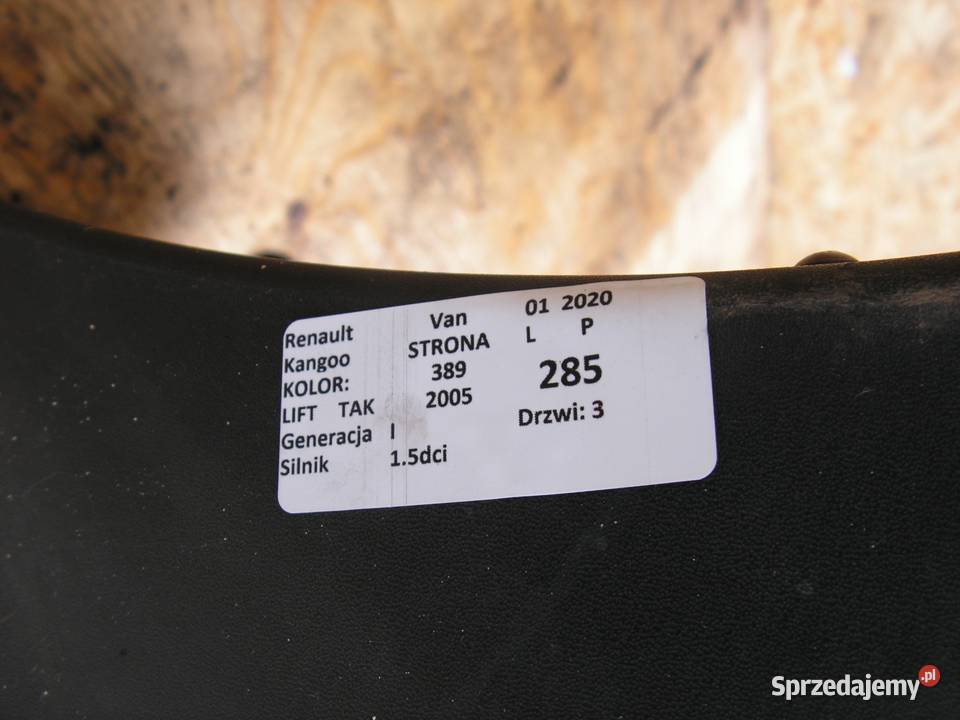 Renault Van 01 2020
Kangoo STRONA L P
KOLOR: 389 285
LIFT TAK 2005
Generacja I Drzwi: 3
Silnik 1.5dci
Sprzedajemy.pl